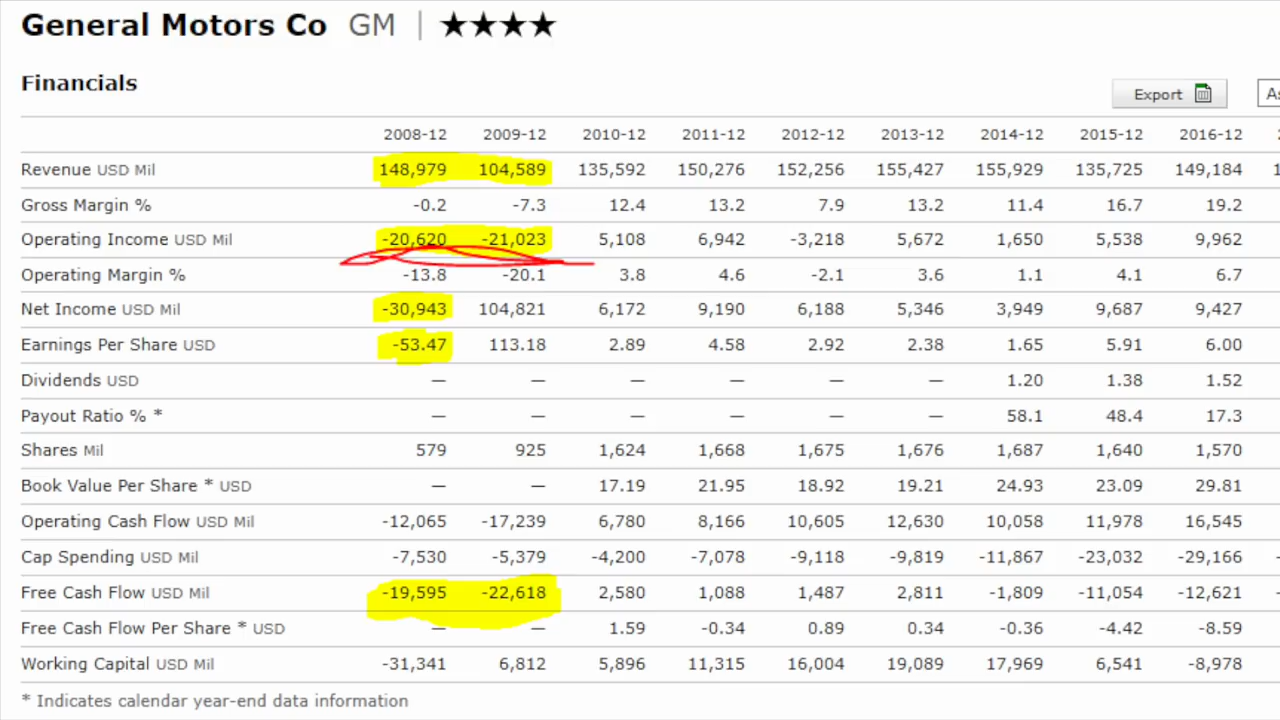 General Motors Co GM | ★★★★
Financials
Export As
2008-12 2009-12 2010-12 2011-12 2012-12 2013-12 2014-12 2015-12 2016-12
Revenue USD Mil 148,979 104,589 135,592 150,276 152,256 155,427 155,929 135,725 149,184 1
Gross Margin % -0.2 -7.3 12.4 13.2 7.9 13.2 11.4 16.7 19.2
Operating Income USD Mil -20,620 -21,023 5,108 6,942 -3,218 5,672 1,650 5,538 9,962
Operating Margin % -13.8 -20.1 3.8 4.6 -2.1 3.6 1.1 4.1 6.7
Net Income USD Mil -30,943 104,821 6,172 9,190 6,188 5,346 3,949 9,687 9,427
Earnings Per Share USD -53.47 113.18 2.89 4.58 2.92 2.38 1.65 5.91 6.00
Dividends USD — — — — — — 1.20 1.38 1.52
Payout Ratio % * — — — — — — 58.1 48.4 17.3
Shares Mil 579 925 1,624 1,668 1,675 1,676 1,687 1,640 1,570
Book Value Per Share * USD — — 17.19 21.95 18.92 19.21 24.93 23.09 29.81
Operating Cash Flow USD Mil -12,065 -17,239 6,780 8,166 10,605 12,630 10,058 11,978 16,545
Cap Spending USD Mil -7,530 -5,379 -4,200 -7,078 -9,118 -9,819 -11,867 -23,032 -29,166 -
Free Cash Flow USD Mil -19,595 -22,618 2,580 1,088 1,487 2,811 -1,809 -11,054 -12,621 -
Free Cash Flow Per Share * USD — — 1.59 -0.34 0.89 0.34 -0.36 -4.42 -8.59
Working Capital USD Mil -31,341 6,812 5,896 11,315 16,004 19,089 17,969 6,541 -8,978
* Indicates calendar year-end data information